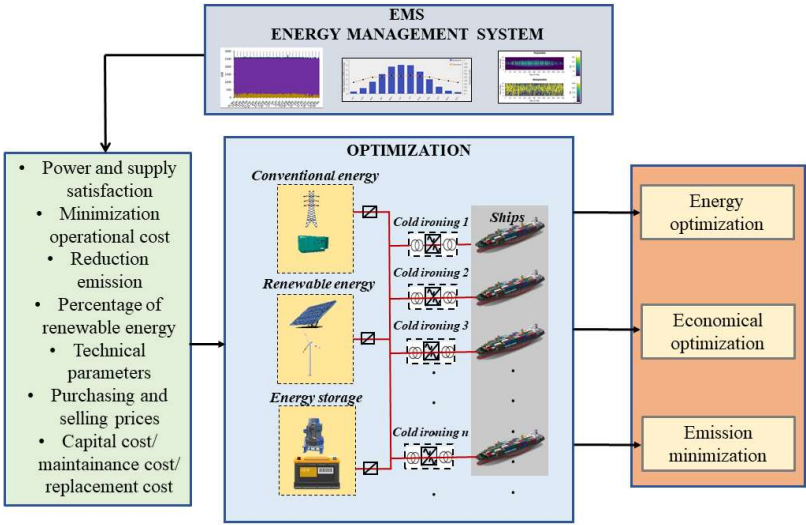 EMS
ENERGY MANAGEMENT SYSTEM
• Power and supply
satisfaction
• Minimization
operational cost
• Reduction
emission
• Percentage of
renewable energy
• Technical
parameters
• Purchasing and
selling prices
• Capital cost/
maintainance cost/
replacement cost
OPTIMIZATION
Conventional energy
Renewable energy
Energy storage
Cold ironing 1
Cold ironing 2
Cold ironing 3
Cold ironing n
Ships
Energy
optimization
Economical
optimization
Emission
minimization